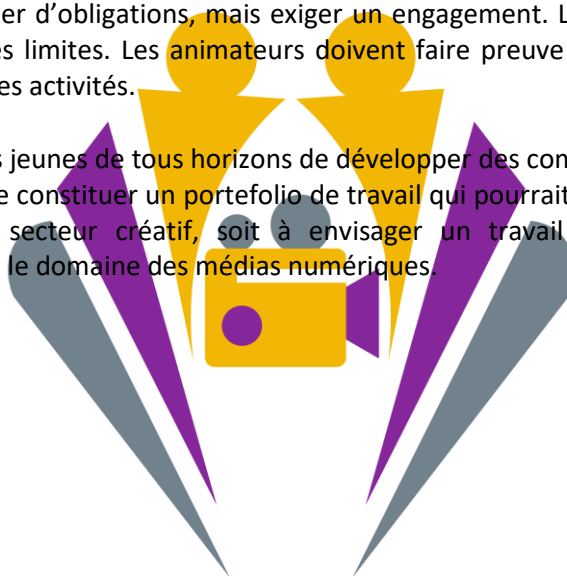 er d’obligations, mais exiger un engagement. L
es limites. Les animateurs doivent faire preuve
es activités.
s jeunes de tous horizons de développer des com
e constituer un portefolio de travail qui pourrait
secteur créatif, soit à envisager un travail
le domaine des médias numériques.